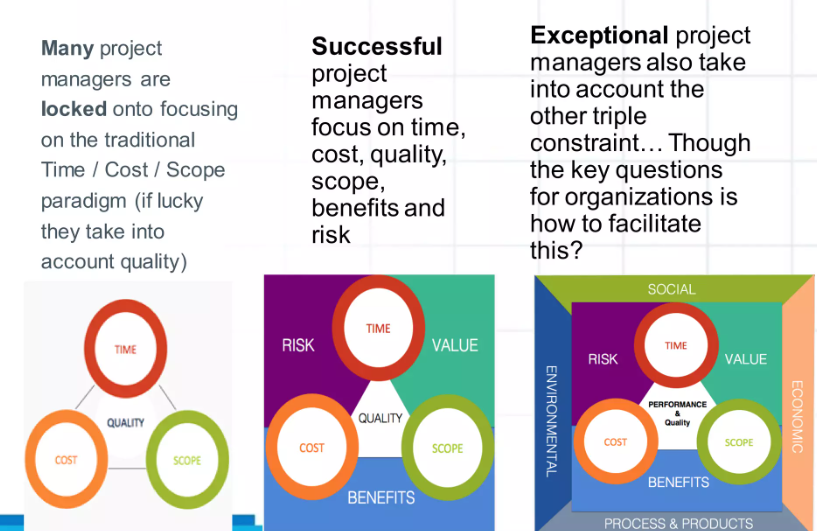 Many project
managers are
locked onto focusing
on the traditional
Time / Cost / Scope
paradigm (if lucky
they take into
account quality)
TIME
QUALITY
COST
SCOPE
Successful
project
managers
focus on time,
cost, quality,
scope,
benefits and
risk
TIME
RISK
VALUE
QUALITY
COST
SCOPE
BENEFITS
Exceptional project
managers also take
into account the
other triple
constraint... Though
the key questions
for organizations is
how to facilitate
this?
SOCIAL
TIME
RISK
VALUE
ENVIRONMENTAL
ECONOMIC
PERFORMANCE
&
Quality
COST
SCOPE
BENEFITS
PROCESS & PRODUCTS